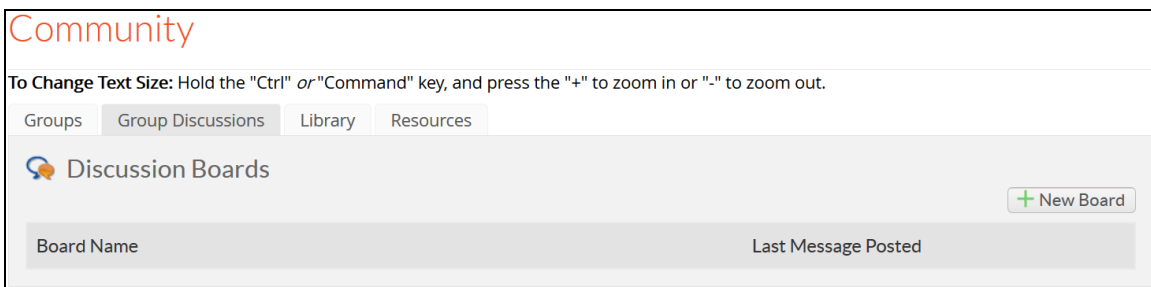 Community
To Change Text Size: Hold the "Ctrl" or "Command" key, and press the "+" to zoom in or "-" to zoom out.
Groups Group Discussions Library Resources
Discussion Boards
+ New Board
Board Name Last Message Posted